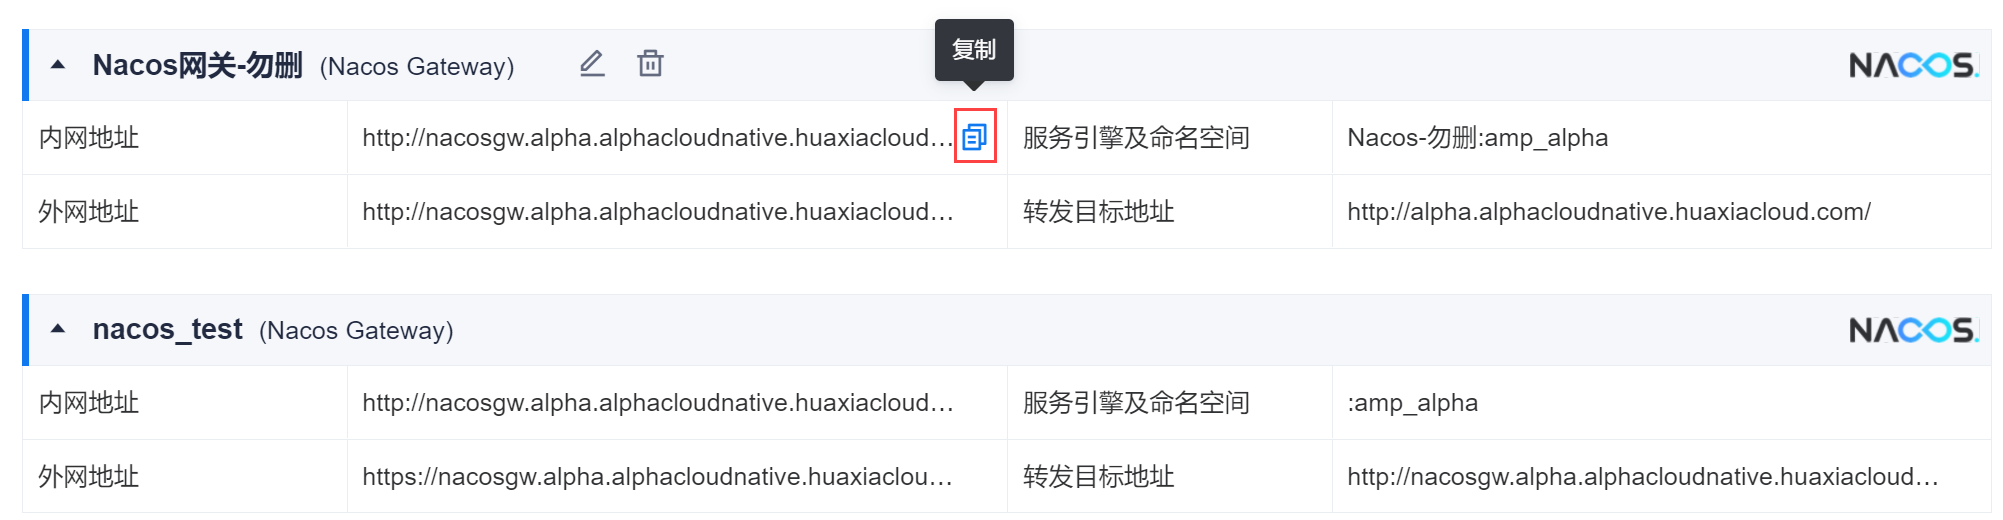 复制
Nacos网关-勿删 (Nacos Gateway) NACOS.
内网地址 http://nacosgw.alpha.alphacloudnative.huaxiacloud... 服务引擎及命名空间 Nacos-勿删:amp_alpha
外网地址 http://nacosgw.alpha.alphacloudnative.huaxiacloud... 转发目标地址 http://alpha.alphacloudnative.huaxiacloud.com/
nacos_test (Nacos Gateway) NACOS.
内网地址 http://nacosgw.alpha.alphacloudnative.huaxiacloud... 服务引擎及命名空间 :amp_alpha
外网地址 https://nacosgw.alpha.alphacloudnative.huaxiaclou... 转发目标地址 http://nacosgw.alpha.alphacloudnative.huaxiacloud...